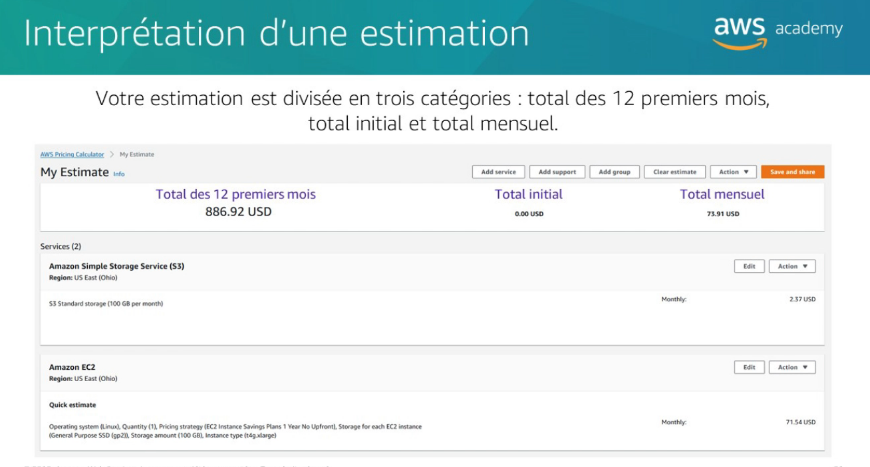 Interprétation d'une estimation
aws academy
Votre estimation est divisée en trois catégories : total des 12 premiers mois,
total initial et total mensuel.
AWS Pricing Calculator > My Estimate
My Estimate Info
Add service Add support Add group Clear estimate Action ▼ Save and share
Total des 12 premiers mois Total initial Total mensuel
886.92 USD 0.00 USD 73.91 USD
Services (2)
Amazon Simple Storage Service (S3) Edit Action ▼
Region: US East (Ohio)
S3 Standard storage (100 GB per month) Monthly: 2.37 USD
Amazon EC2 Edit Action ▼
Region: US East (Ohio)
Quick estimate
Operating system (Linux), Quantity (1), Pricing strategy (EC2 Instance Savings Plans 1 Year No Upfront), Storage for each EC2 instance Monthly: 71.54 USD
(General Purpose SSD (gp2)), Storage amount (100 GB), Instance type (t4g.xlarge)